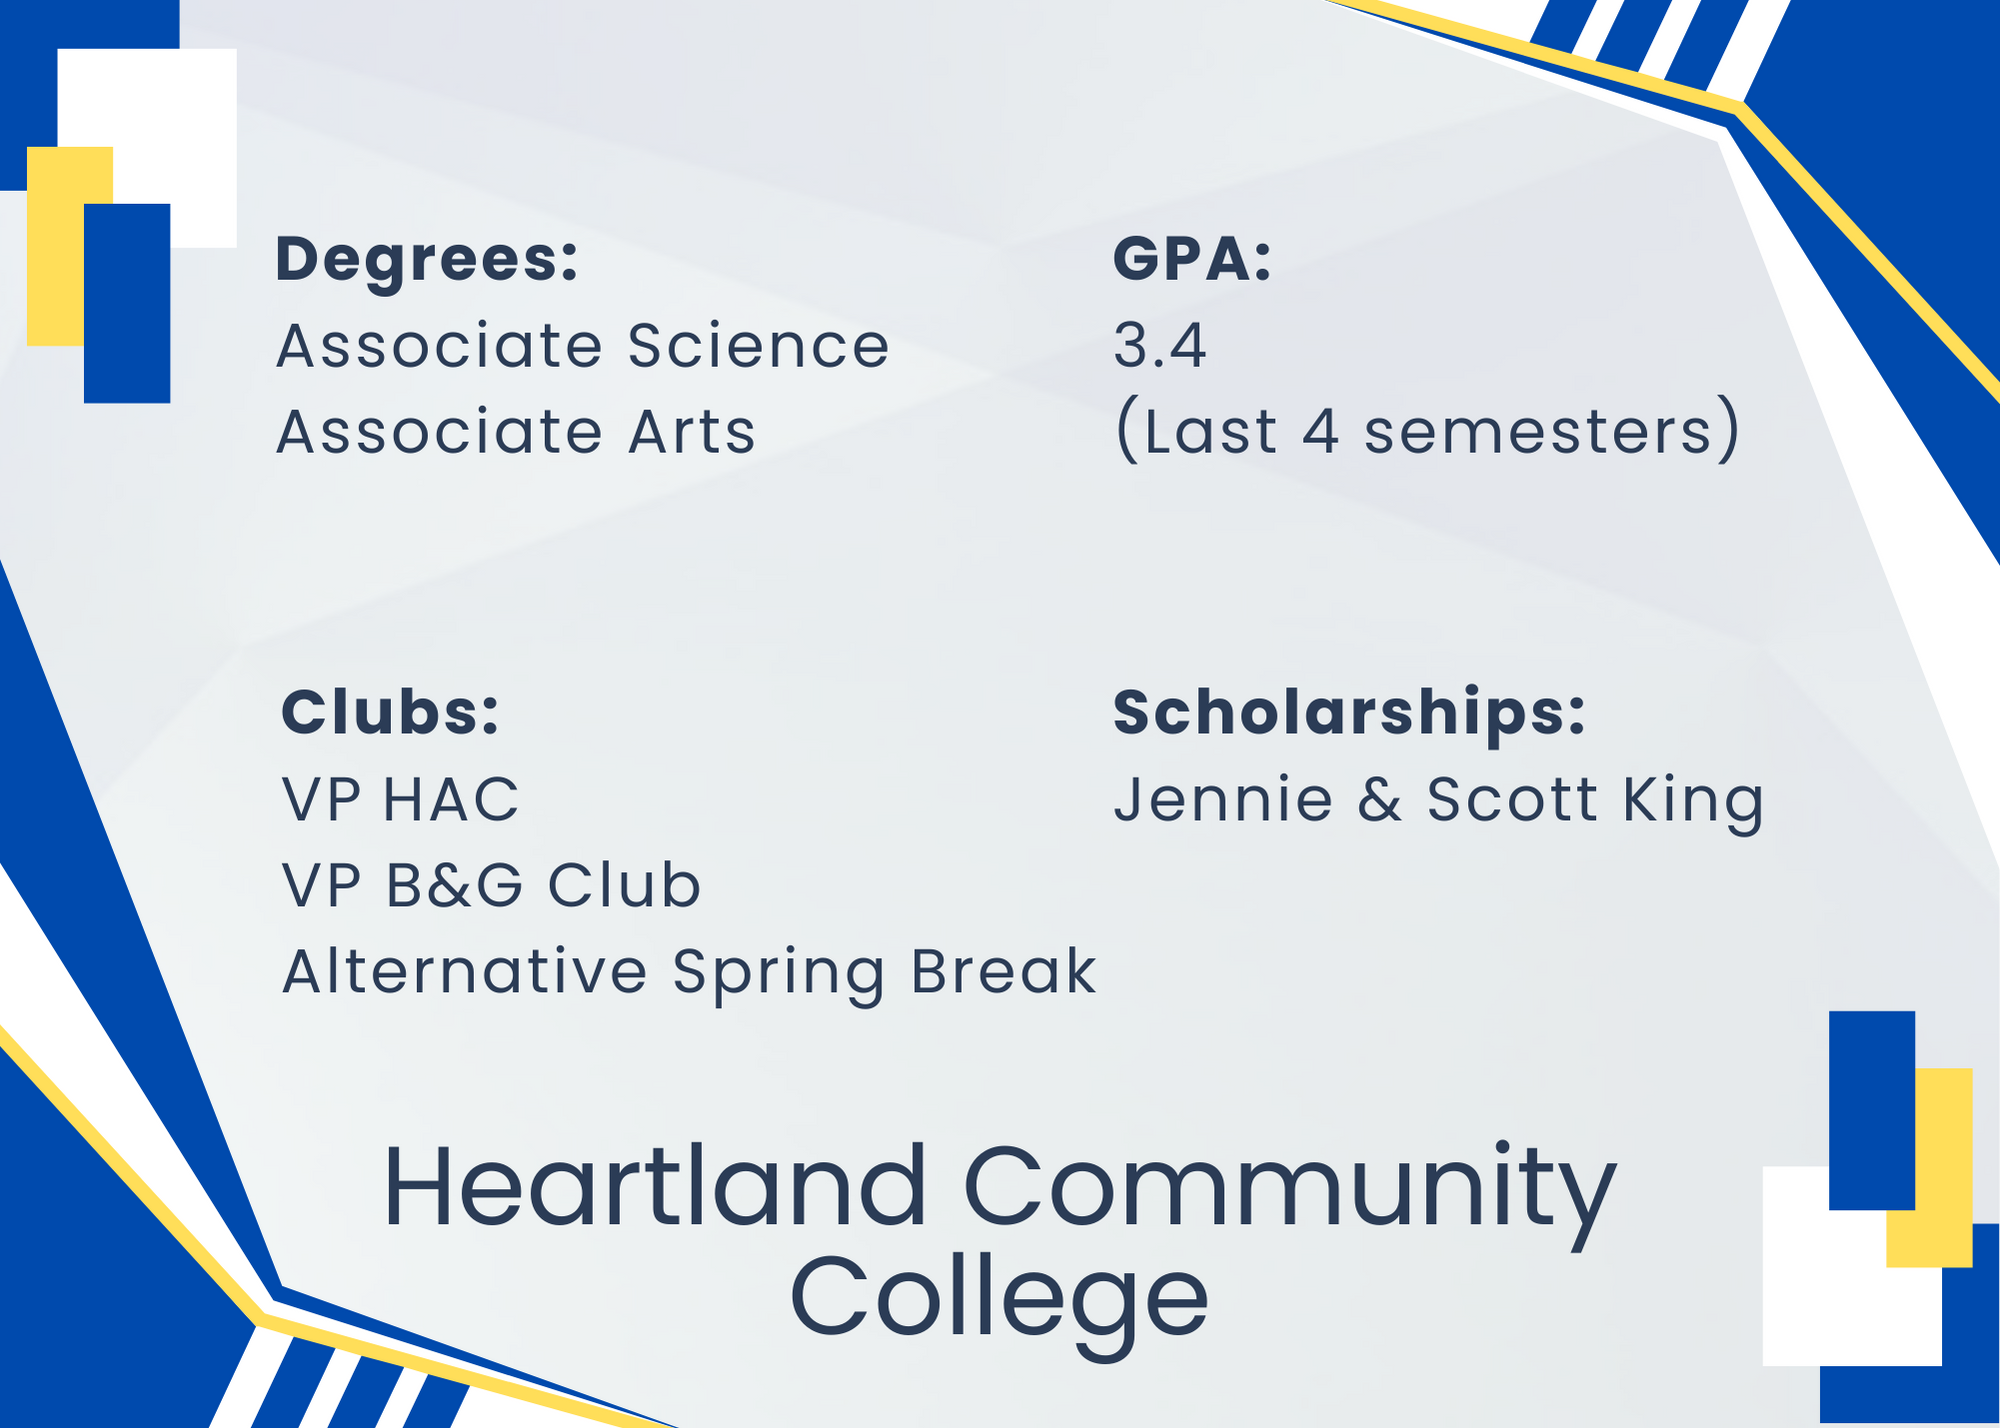 Degrees:
Associate Science
Associate Arts
GPA:
3.4
(Last 4 semesters)
Clubs:
VP HAC
VP B&G Club
Alternative Spring Break
Scholarships:
Jennie & Scott King
Heartland Community
College